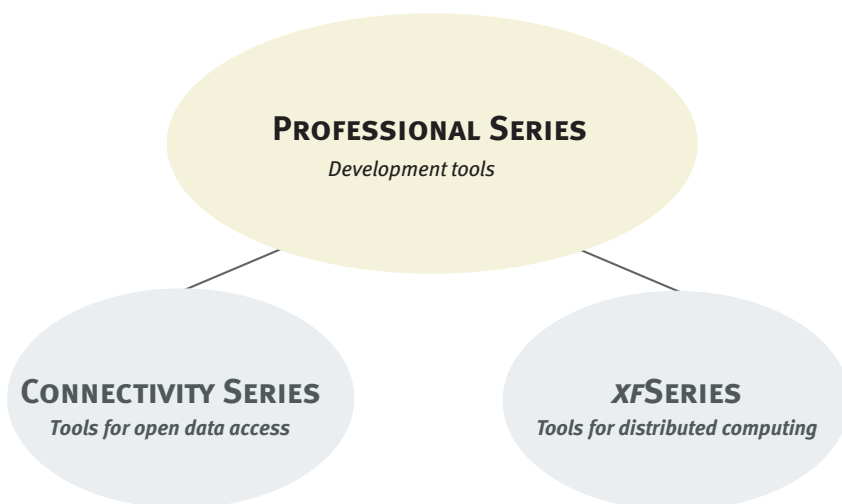 PROFESSIONAL SERIES
Development tools
CONNECTIVITY SERIES
Tools for open data access
xfSERIES
Tools for distributed computing